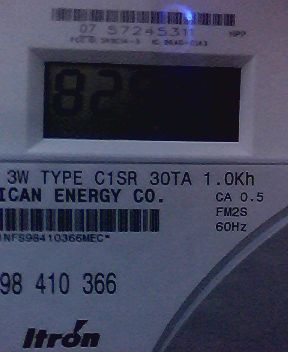 07 57245311
HPP
82
3W TYPE C1SR 30TA 1.0Kh
ICAN ENERGY CO.
CA 0.5
FM2S
60Hz
98 410 366
Itron